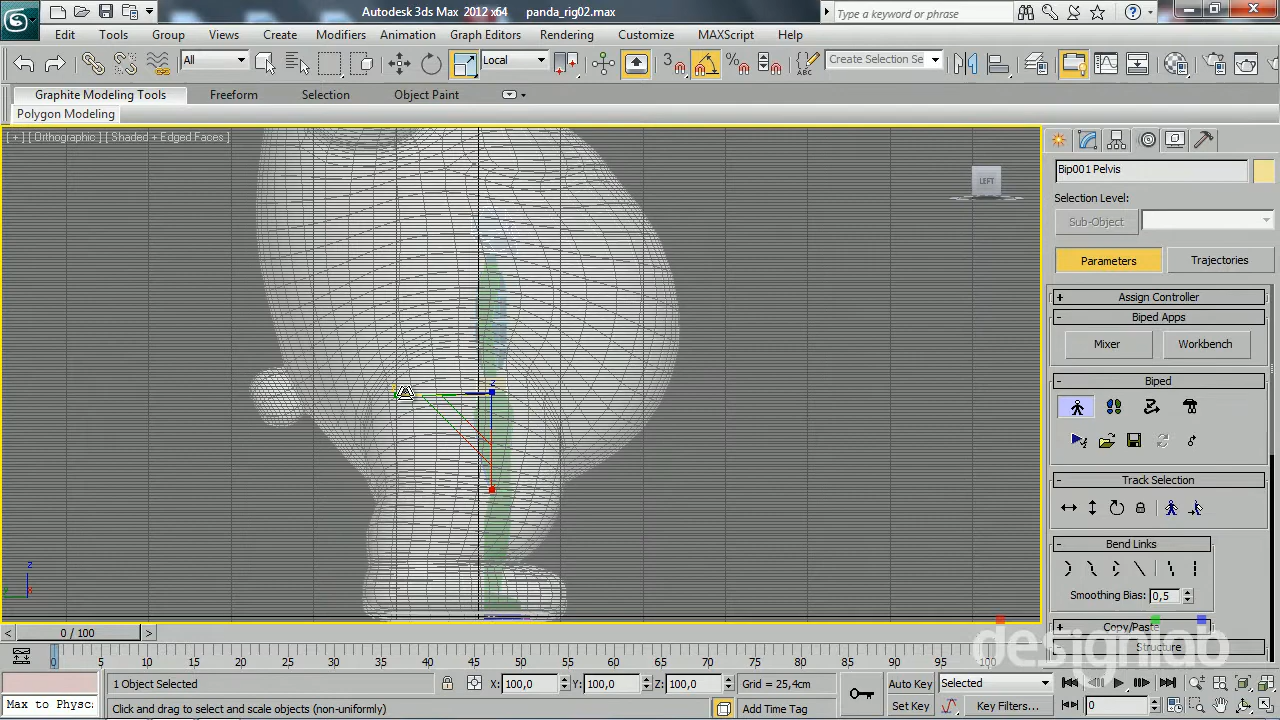 Autodesk 3ds Max 2012 x64 panda_rig02.max
Type a keyword or phrase
Edit Tools Group Views Create Modifiers Animation Graph Editors Rendering Customize MAXScript Help
All Local 3 Create Selection Se
Graphite Modeling Tools Freeform Selection Object Paint
Polygon Modeling
[ + ] [ Orthographic ] [ Shaded + Edged Faces ]
Bip001 Pelvis
LEFT
Selection Level:
Sub-Object
Parameters Trajectories
+ Assign Controller
- Biped Apps
Mixer Workbench
- Biped
- Track Selection
- Bend Links
Smoothing Bias: 0,5
+ Copy/Paste
- Structure
designlab
z
x
z
< 0 / 100 >
0 5 10 15 20 25 30 35 40 45 50 55 60 65 70 75 80 85 90 95 100
1 Object Selected X: 100,0 Y: 100,0 Z: 100,0 Grid = 25,4cm Auto Key Selected
Max to Physc Click and drag to select and scale objects (non-uniformly) Add Time Tag Set Key Key Filters... 0